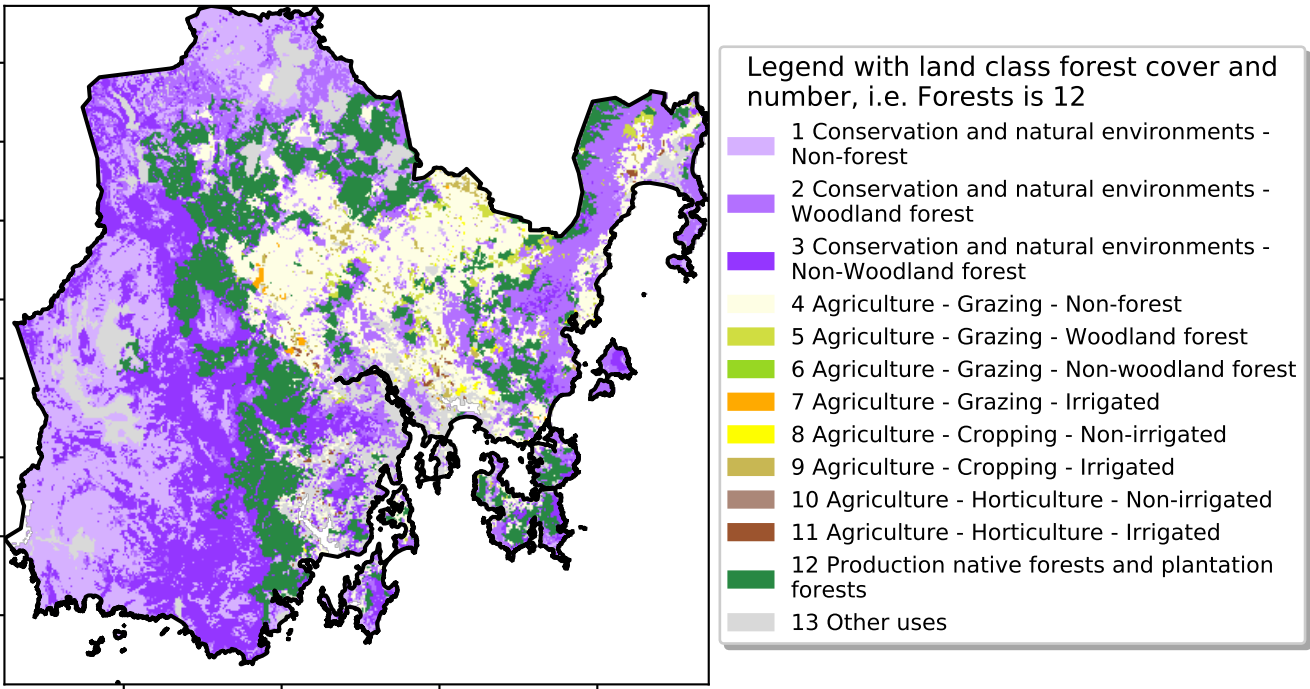 Legend with land class forest cover and
number, i.e. Forests is 12
1 Conservation and natural environments -
Non-forest
2 Conservation and natural environments -
Woodland forest
3 Conservation and natural environments -
Non-Woodland forest
4 Agriculture - Grazing - Non-forest
5 Agriculture - Grazing - Woodland forest
6 Agriculture - Grazing - Non-woodland forest
7 Agriculture - Grazing - Irrigated
8 Agriculture - Cropping - Non-irrigated
9 Agriculture - Cropping - Irrigated
10 Agriculture - Horticulture - Non-irrigated
11 Agriculture - Horticulture - Irrigated
12 Production native forests and plantation
forests
13 Other uses